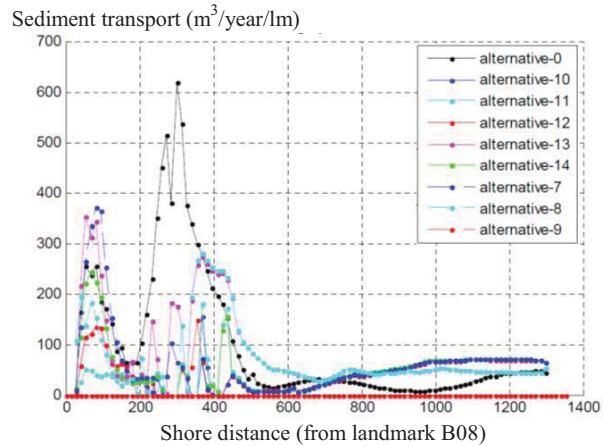 Sediment transport (m³/year/lm)
700
600
500
400
300
200
100
0
alternative-0
alternative-10
alternative-11
alternative-12
alternative-13
alternative-14
alternative-7
alternative-8
alternative-9
0 200 400 600 800 1000 1200 1400
Shore distance (from landmark B08)